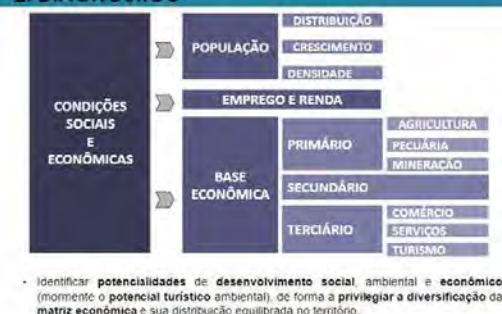 DISTRIBUIÇÃO
POPULAÇÃO
CRESCIMENTO
DENSIDADE
CONDIÇÕES
SOCIAIS
E
ECONÔMICAS
EMPREGO E RENDA
BASE
ECONÔMICA
PRIMÁRIO
AGRICULTURA
PECUÁRIA
MINERAÇÃO
SECUNDÁRIO
TERCIÁRIO
COMÉRCIO
SERVIÇOS
TURISMO
• Identificar potencialidades de desenvolvimento social, ambiental e econômico
(mormente o potencial turístico ambiental), de forma a privilegiar a diversificação da
matriz econômica e sua distribuição equilibrada no território.